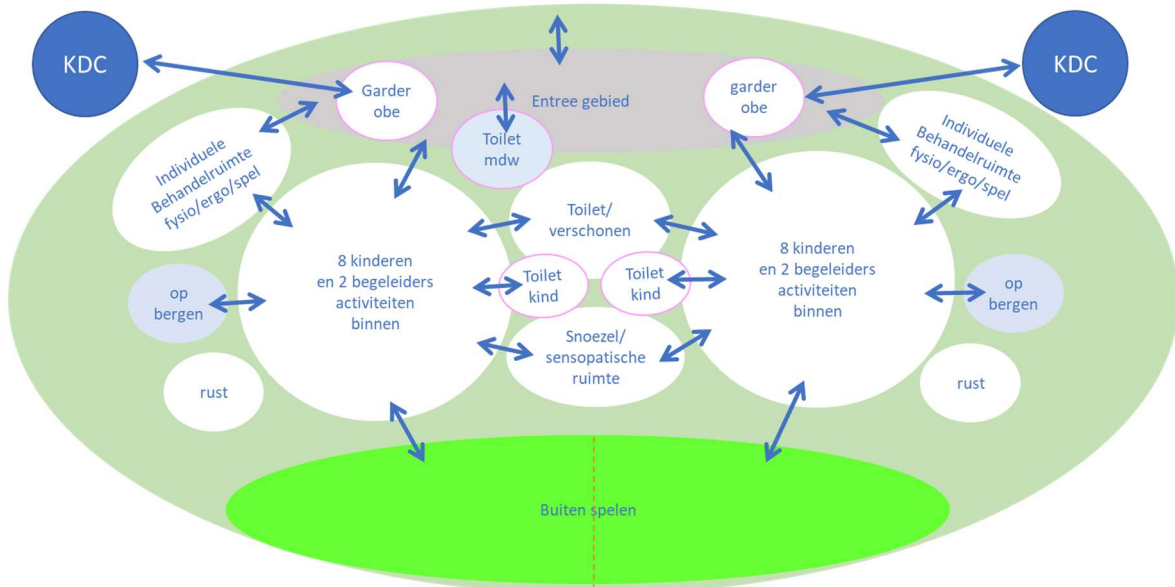 KDC
KDC
Garder
obe
Entree gebied
garder
obe
Toilet
mdw
Individuele
Behandelruimte
fysio/ergo/spel
Individuele
Behandelruimte
fysio/ergo/spel
Toilet/
verschonen
8 kinderen
en 2 begeleiders
activiteiten
binnen
Toilet
kind
Toilet
kind
8 kinderen
en 2 begeleiders
activiteiten
binnen
op
bergen
op
bergen
Snoezel/
sensopatische
ruimte
rust
rust
Buiten spelen